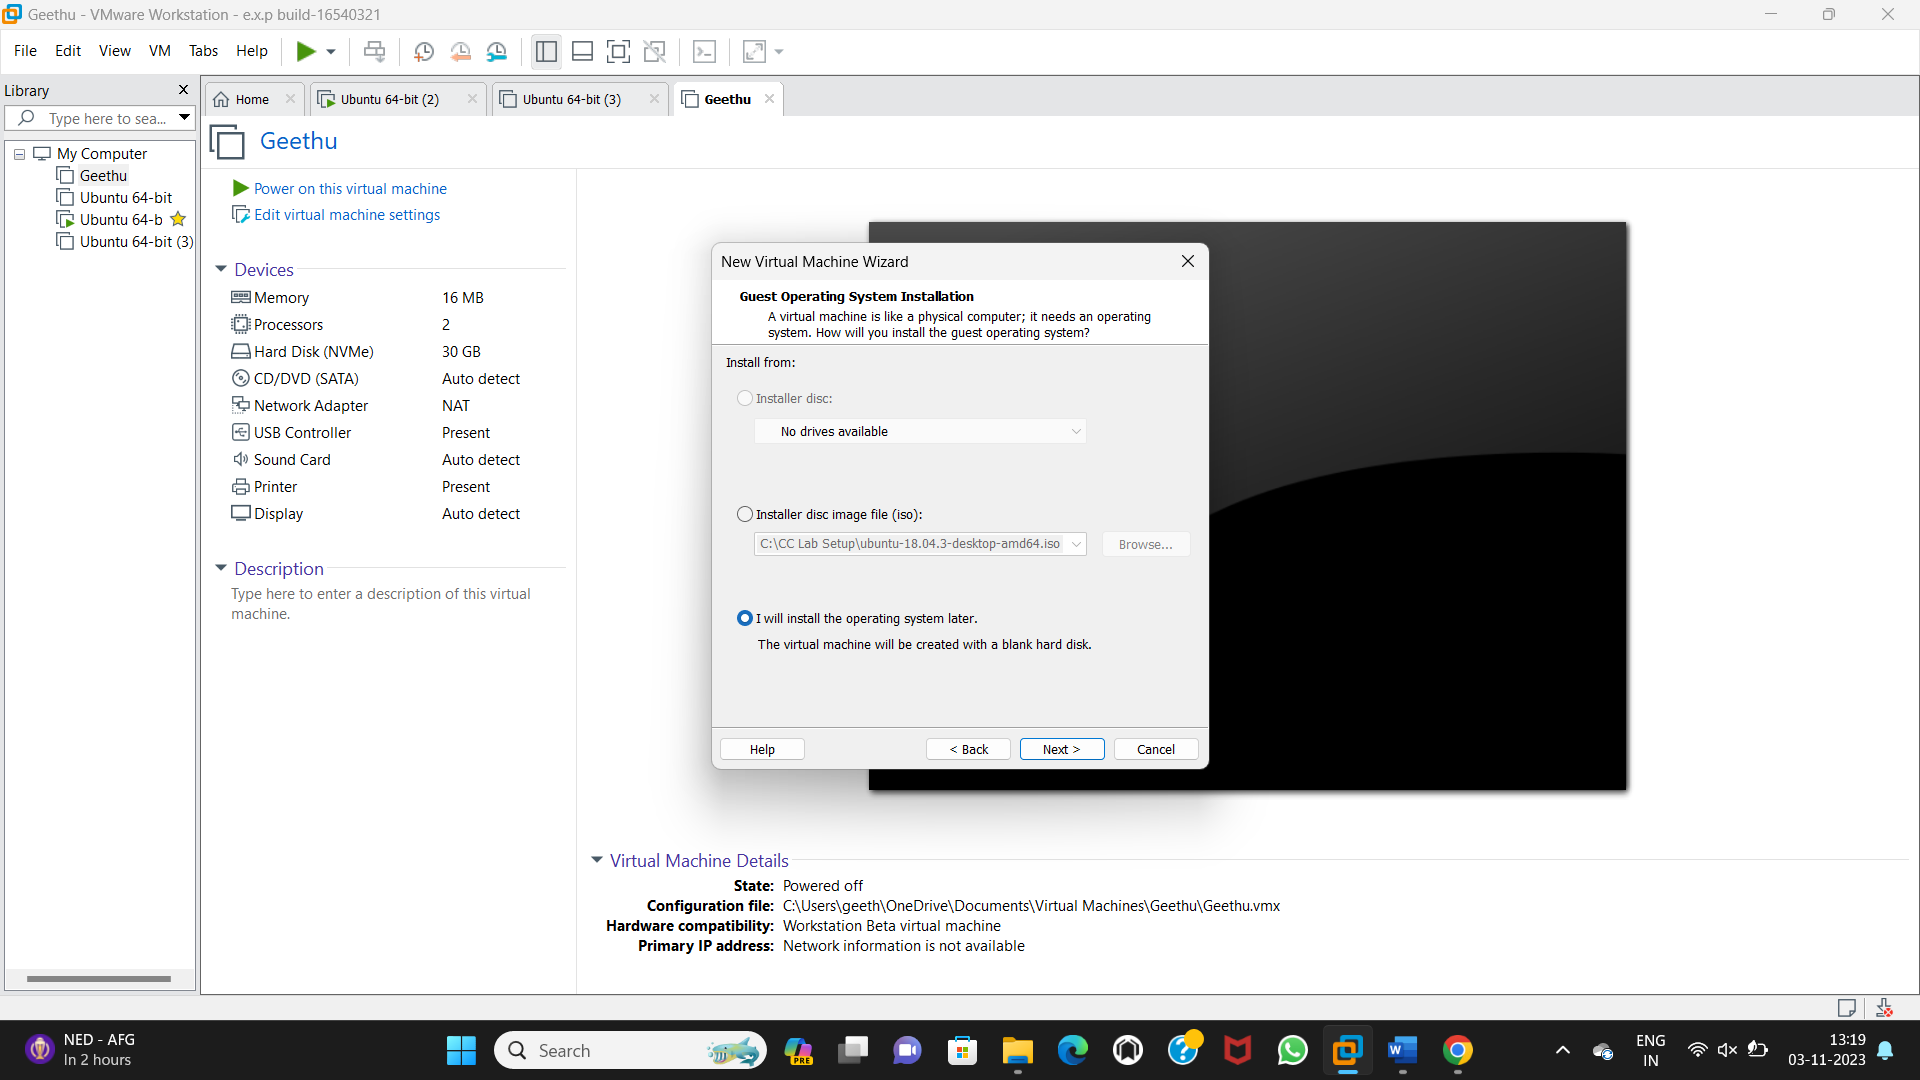 Geethu - VMware Workstation - e.x.p build-16540321
File Edit View VM Tabs Help
Library
Type here to sea...
My Computer
Geethu
Ubuntu 64-bit
Ubuntu 64-b
Ubuntu 64-bit (3)
Home
Ubuntu 64-bit (2)
Ubuntu 64-bit (3)
Geethu
Geethu
Power on this virtual machine
Edit virtual machine settings
Devices
Memory 16 MB
Processors 2
Hard Disk (NVMe) 30 GB
CD/DVD (SATA) Auto detect
Network Adapter NAT
USB Controller Present
Sound Card Auto detect
Printer Present
Display Auto detect
Description
Type here to enter a description of this virtual
machine.
New Virtual Machine Wizard
Guest Operating System Installation
A virtual machine is like a physical computer; it needs an operating
system. How will you install the guest operating system?
Install from:
Installer disc:
No drives available
Installer disc image file (iso):
C:\CC Lab Setup\ubuntu-18.04.3-desktop-amd64.iso
Browse...
I will install the operating system later.
The virtual machine will be created with a blank hard disk.
Help < Back Next > Cancel
Virtual Machine Details
State: Powered off
Configuration file: C:\Users\geeth\OneDrive\Documents\Virtual Machines\Geethu\Geethu.vmx
Hardware compatibility: Workstation Beta virtual machine
Primary IP address: Network information is not available
NED - AFG
In 2 hours
Search
PRE
ENG
IN
13:19
03-11-2023